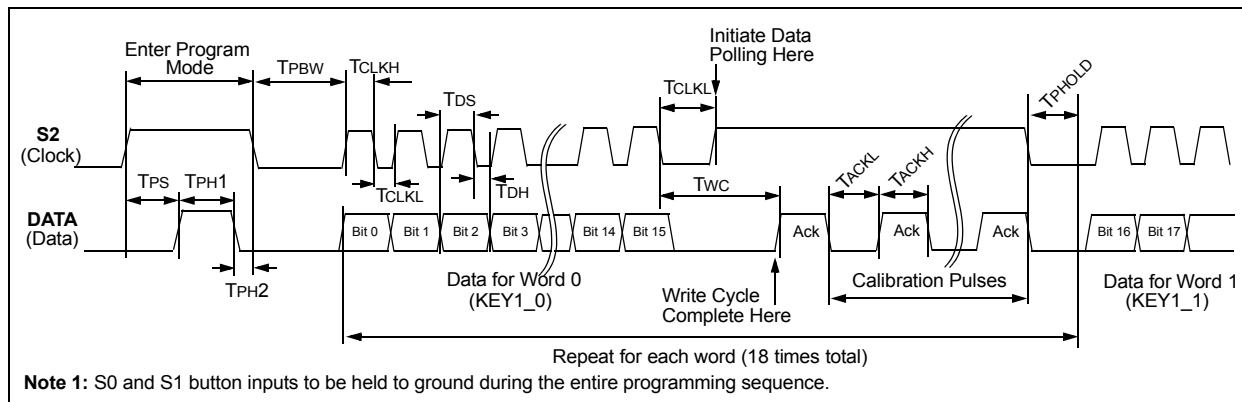 Enter Program
Mode
TPBW
TCLKH
TDS
TCLKL
Initiate Data
Polling Here
TPHOLD
S2
(Clock)
TPS
TPH1
TCLKL
TDH
TWC
TACKL
TACKH
DATA
(Data)
Bit 0
Bit 1
Bit 2
Bit 3
Bit 14
Bit 15
Ack
Ack
Ack
Bit 16
Bit 17
TPH2
Data for Word 0
(KEY1_0)
Write Cycle
Complete Here
Calibration Pulses
Data for Word 1
(KEY1_1)
Repeat for each word (18 times total)
Note 1: S0 and S1 button inputs to be held to ground during the entire programming sequence.